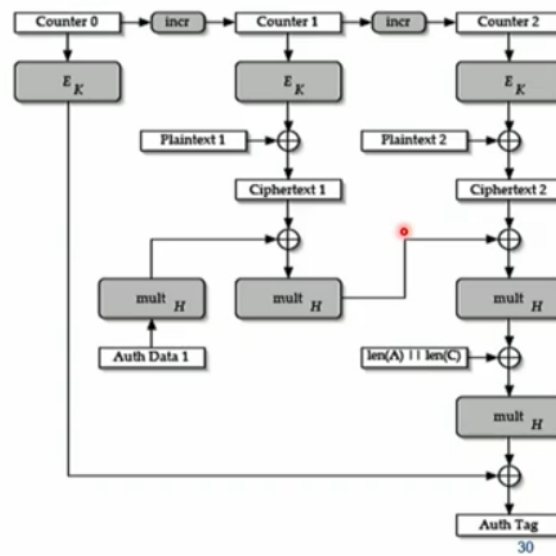 Counter 0
incr
Counter 1
incr
Counter 2
E K
E K
E K
Plaintext 1
Plaintext 2
Ciphertext 1
Ciphertext 2
mult H
mult H
mult H
Auth Data 1
len(A) || len(C)
mult H
Auth Tag
30